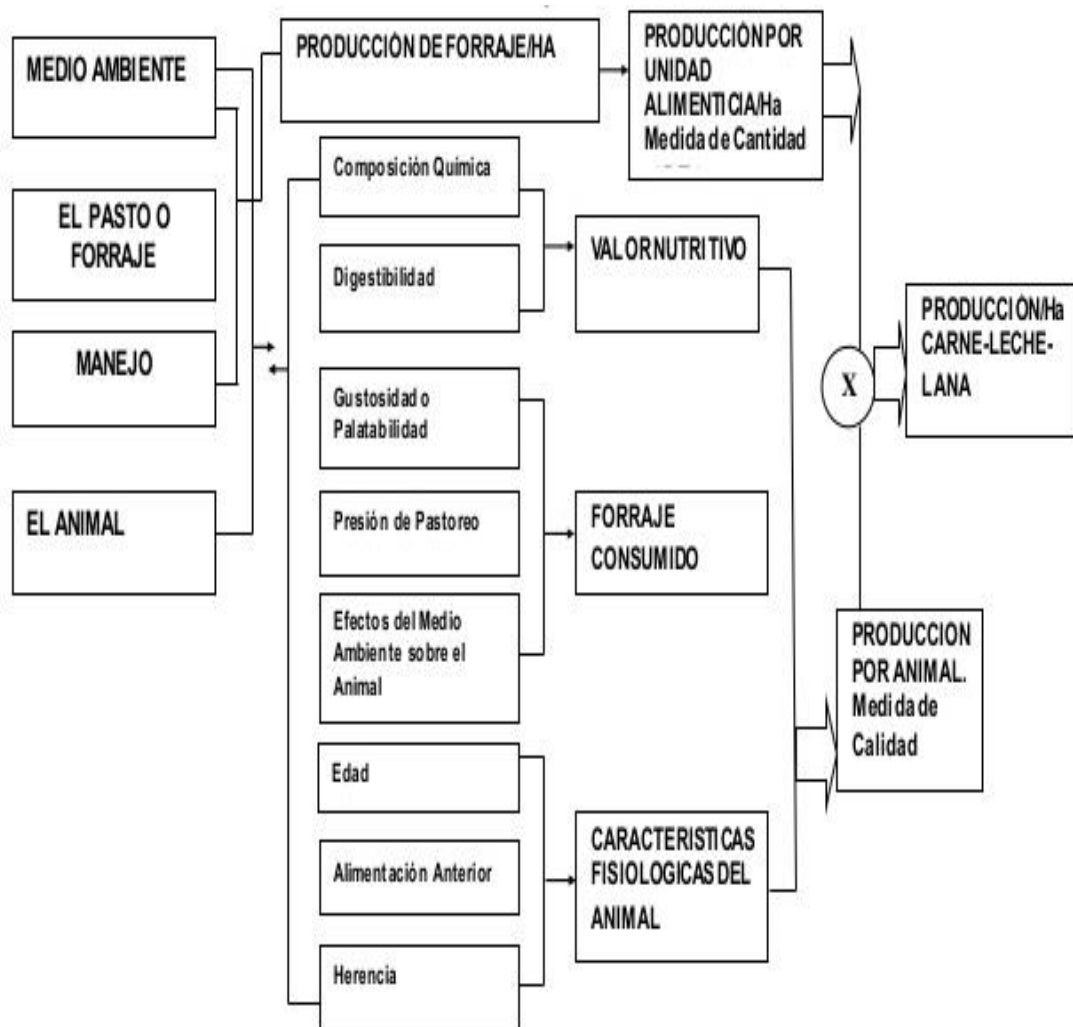 MEDIO AMBIENTE
EL PASTO O
FORRAJE
MANEJO
EL ANIMAL
PRODUCCIÓN DE FORRAJE/HA
Composición Química
Digestibilidad
Gustosidad o
Palatabilidad
Presión de Pastoreo
Efectos del Medio
Ambiente sobre el
Animal
Edad
Alimentación Anterior
Herencia
PRODUCCIÓN POR
UNIDAD
ALIMENTICIA/Ha
Medida de Cantidad
VALOR NUTRITIVO
FORRAJE
CONSUMIDO
CARACTERISTICAS
FISIOLOGICAS DEL
ANIMAL
X
PRODUCCIÓN/Ha
CARNE-LECHE-
LANA
PRODUCCION
POR ANIMAL.
Medida de
Calidad